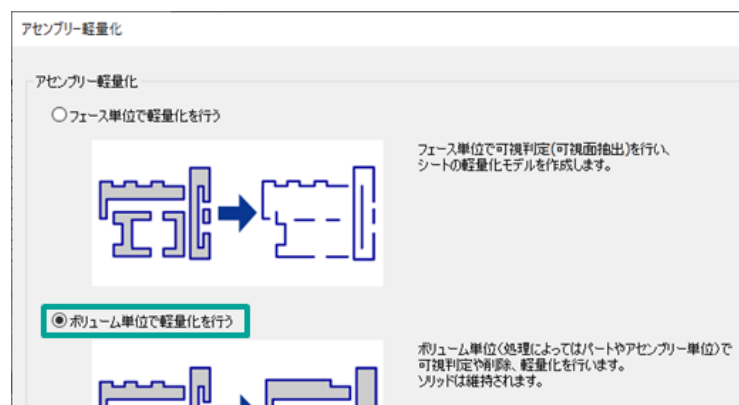 アセンブリー軽量化
アセンブリー軽量化
フェース単位で軽量化を行う
フェース単位で可視判定(可視面抽出)を行い、
シートの軽量化モデルを作成します。
ボリューム単位で軽量化を行う
ボリューム単位(処理によってはパートやアセンブリー単位)で
可視判定や削除、軽量化を行います。
ソリッドは維持されます。